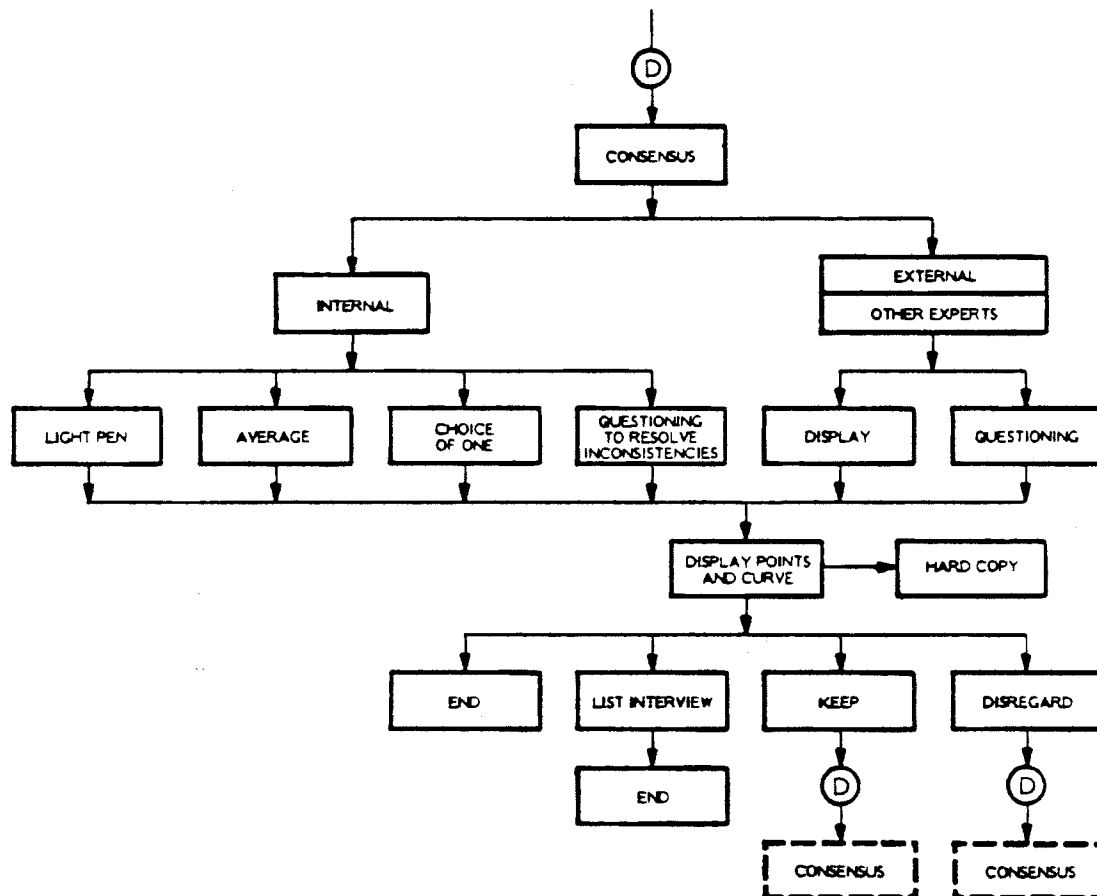 D
CONSENSUS
INTERNAL
EXTERNAL
OTHER EXPERTS
LIGHT PEN
AVERAGE
CHOICE
OF ONE
QUESTIONING
TO RESOLVE
INCONSISTENCIES
DISPLAY
QUESTIONING
DISPLAY POINTS
AND CURVE
HARD COPY
END
LIST INTERVIEW
KEEP
DISREGARD
END
D
D
CONSENSUS
CONSENSUS